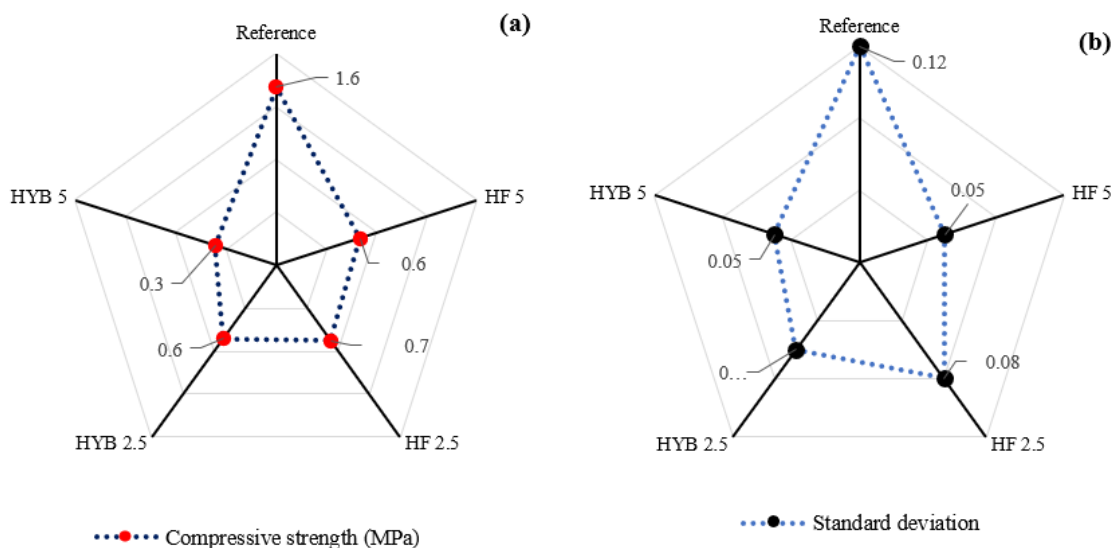 (a)
Reference
1.6
HYB 5
HF 5
0.3
0.6
0.6
0.7
HYB 2.5
HF 2.5
Compressive strength (MPa)
(b)
Reference
0.12
HYB 5
HF 5
0.05
0.05
0...
0.08
HYB 2.5
HF 2.5
Standard deviation